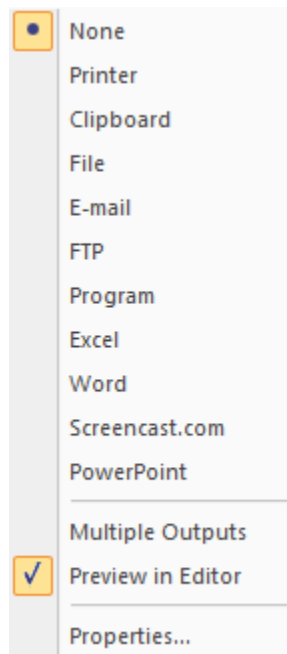 None
Printer
Clipboard
File
E-mail
FTP
Program
Excel
Word
Screencast.com
PowerPoint
Multiple Outputs
Preview in Editor
Properties...